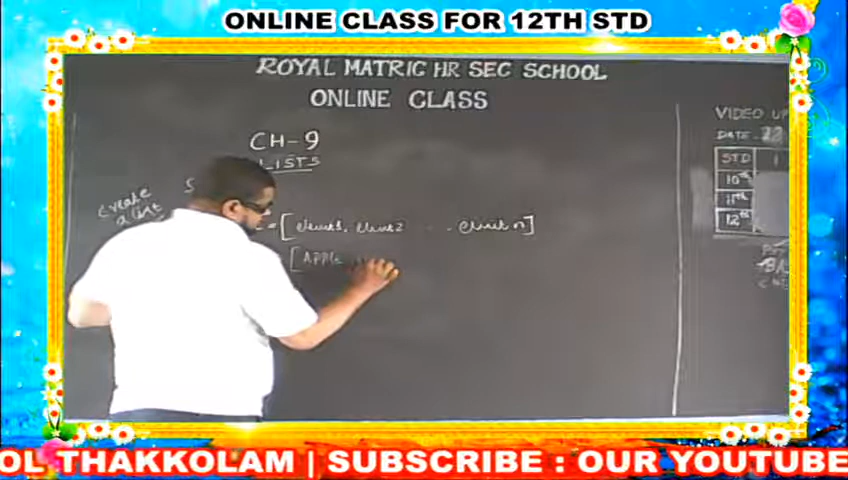 ONLINE CLASS FOR 12TH STD
ROYAL MATRIC HR SEC SCHOOL
ONLINE CLASS
CH-9
LISTS
S
create
a list
= [element1, element2 . . . element n]
[APPLE
VIDEO UP
DATE
STD 1
10th
11th
12th
OL THAKKOLAM | SUBSCRIBE : OUR YOUTUBE